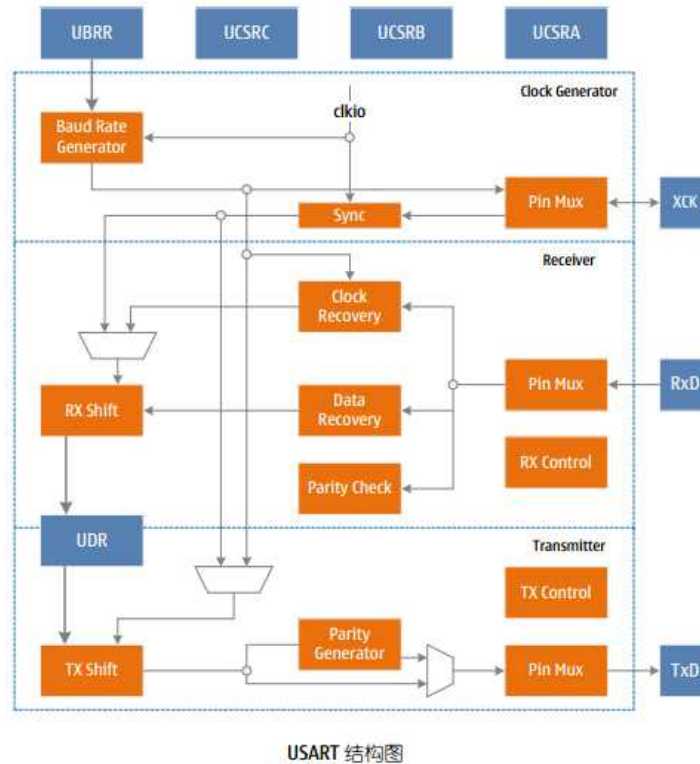 UBRR
UCSRC
UCSRB
UCSRA
Clock Generator
clkio
Baud Rate
Generator
Sync
Pin Mux
XCK
Receiver
Clock
Recovery
Pin Mux
RxD
RX Shift
Data
Recovery
RX Control
Parity Check
UDR
Transmitter
TX Control
Parity
Generator
TX Shift
Pin Mux
TxD
USART 结构图